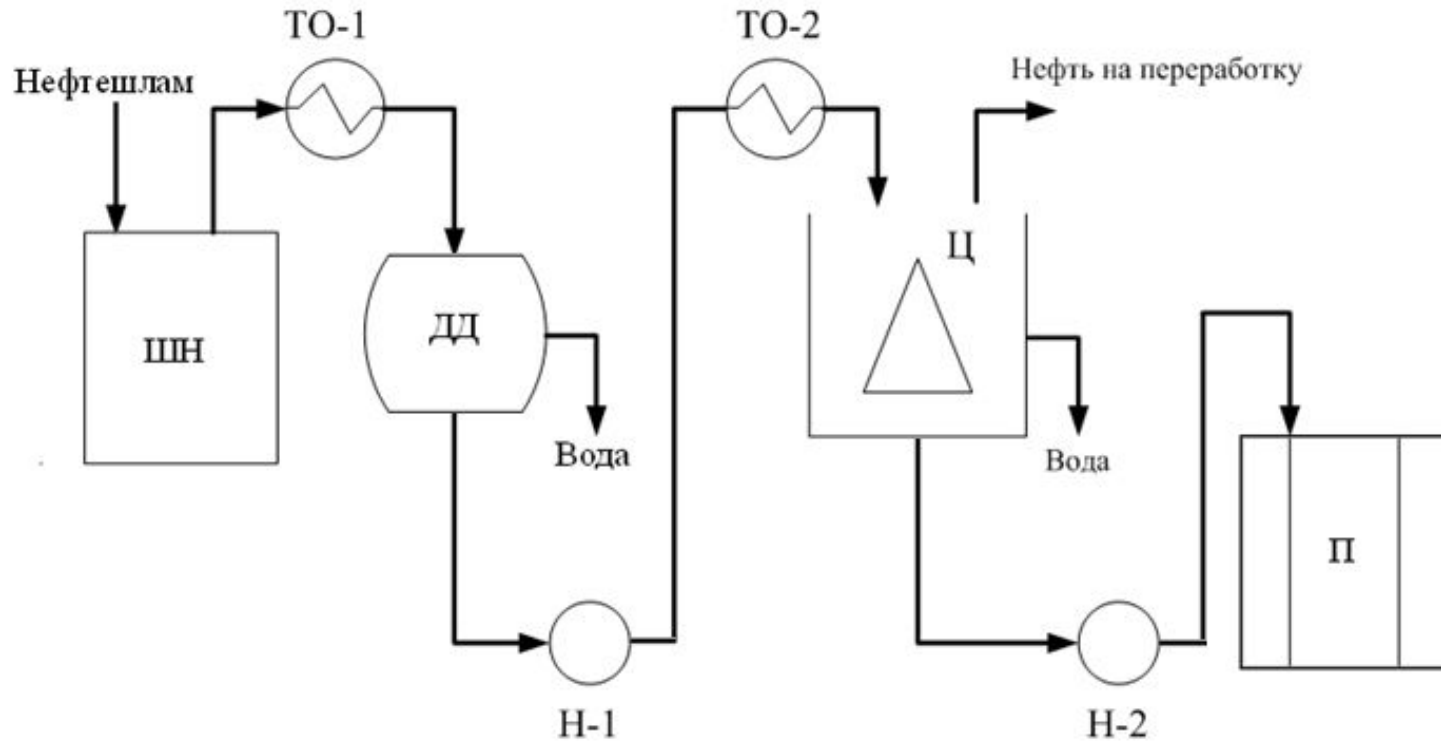 ТО-1
ТО-2
Нефтешлам
Нефть на переработку
ШН
ДД
Ц
Вода
Вода
П
Н-1
Н-2